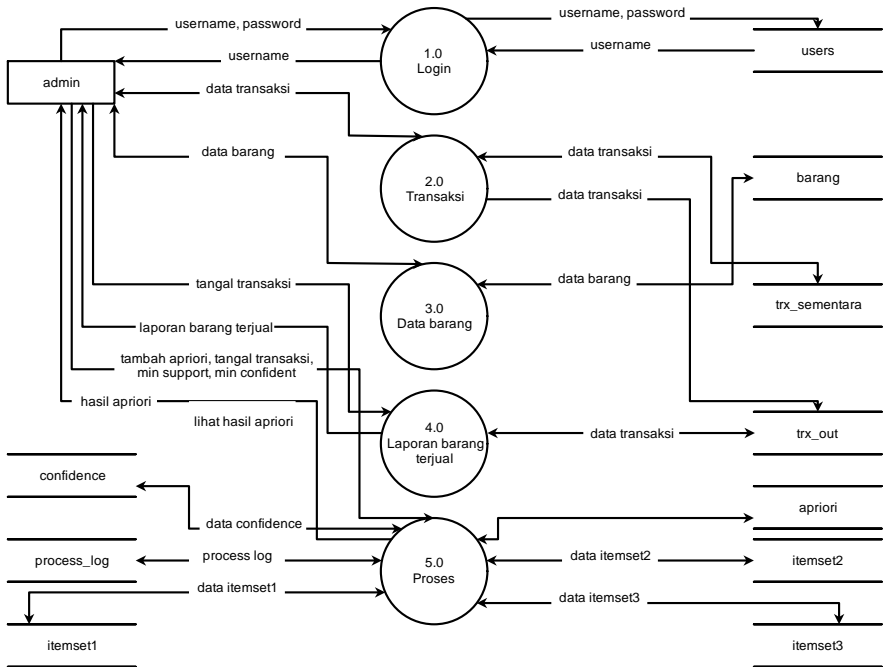 username, password
username, password
username
username
1.0
Login
users
admin
data transaksi
data barang
2.0
Transaksi
data transaksi
data transaksi
barang
tangal transaksi
3.0
Data barang
data barang
trx_sementara
laporan barang terjual
tambah apriori, tangal transaksi,
min support, min confident
hasil apriori
lihat hasil apriori
4.0
Laporan barang
terjual
data transaksi
trx_out
confidence
data confidence
apriori
process_log
process log
5.0
Proses
data itemset2
itemset2
data itemset1
data itemset3
itemset1
itemset3